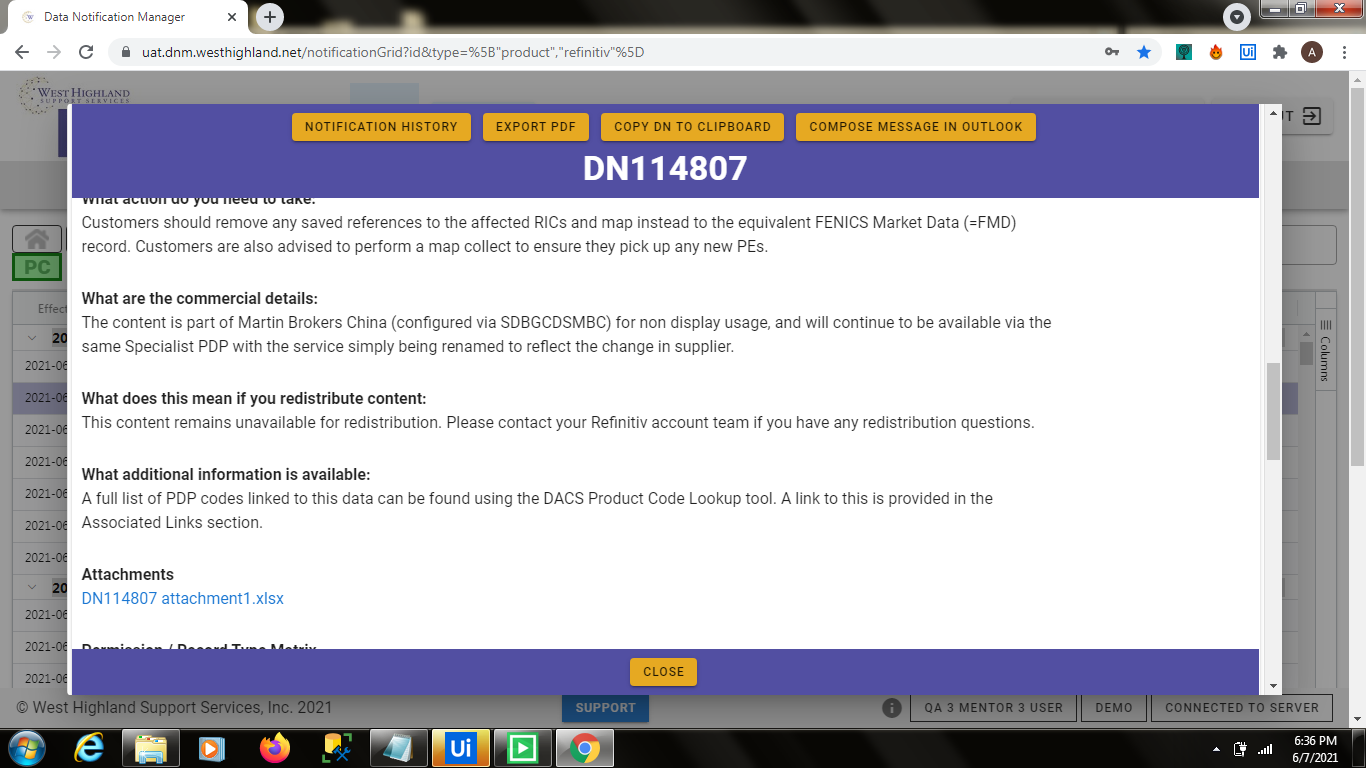 Data Notification Manager
uat.dnm.westhighland.net/notificationGrid?id&type=%5B"product","refinitiv"%5D
Ui
A
WEST HIGHLAND
SUPPORT SERVICES
NOTIFICATION HISTORY
EXPORT PDF
COPY DN TO CLIPBOARD
COMPOSE MESSAGE IN OUTLOOK
DN114807
What action do you need to take:
Customers should remove any saved references to the affected RICs and map instead to the equivalent FENICS Market Data (=FMD)
record. Customers are also advised to perform a map collect to ensure they pick up any new PEs.
PC
What are the commercial details:
The content is part of Martin Brokers China (configured via SDBGCDSMBC) for non display usage, and will continue to be available via the
same Specialist PDP with the service simply being renamed to reflect the change in supplier.
What does this mean if you redistribute content:
This content remains unavailable for redistribution. Please contact your Refinitiv account team if you have any redistribution questions.
What additional information is available:
A full list of PDP codes linked to this data can be found using the DACS Product Code Lookup tool. A link to this is provided in the
Associated Links section.
Attachments
DN114807 attachment1.xlsx
Permission / Record Type Matrix
CLOSE
Effect
20
2021-06
2021-06
2021-06
2021-06
2021-06
2021-06
2021-06
20
2021-06
2021-06
2021-06
Columns
© West Highland Support Services, Inc. 2021
SUPPORT
QA 3 MENTOR 3 USER
DEMO
CONNECTED TO SERVER
Ui
6:36 PM
6/7/2021